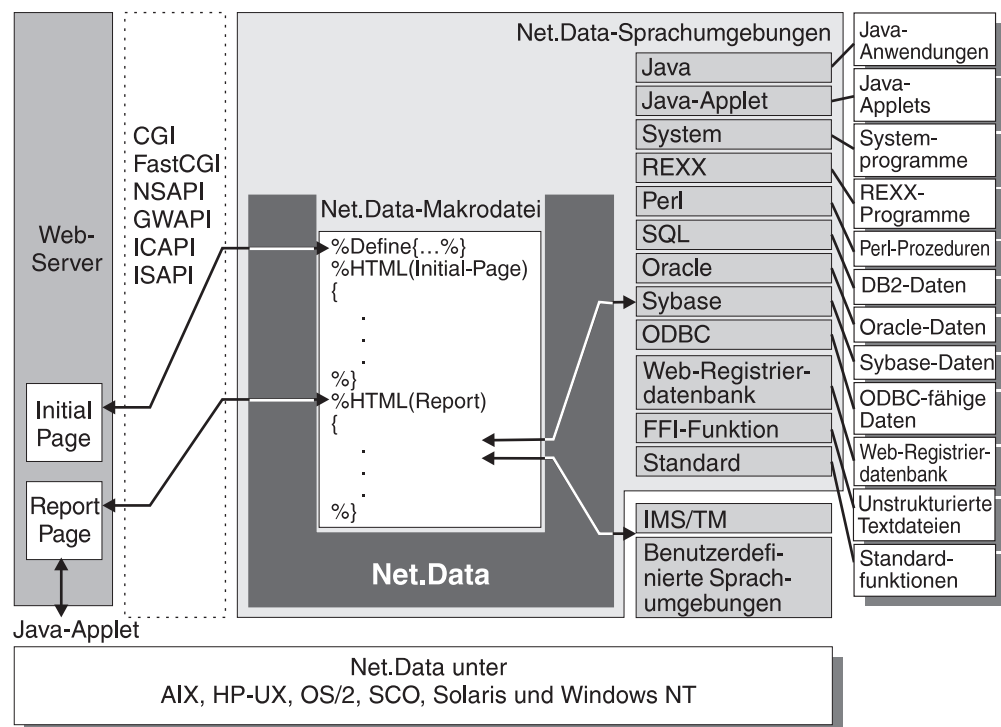 Web-
Server
Initial
Page
Report
Page
Java-Applet
CGI
FastCGI
NSAPI
GWAPI
ICAPI
ISAPI
Net.Data-Makrodatei
%Define{...%}
%HTML(Initial-Page)
{
.
.
.
%}
%HTML(Report)
{
.
.
.
%}
Net.Data
Net.Data-Sprachumgebungen
Java
Java-Applet
System
REXX
Perl
SQL
Oracle
Sybase
ODBC
Web-Registrier-
datenbank
FFI-Funktion
Standard
IMS/TM
Benutzerdefi-
nierte Sprach-
umgebungen
Java-
Anwendungen
Java-
Applets
System-
programme
REXX-
Programme
Perl-Prozeduren
DB2-Daten
Oracle-Daten
Sybase-Daten
ODBC-fähige
Daten
Web-Registrier-
datenbank
Unstrukturierte
Textdateien
Standard-
funktionen
Net.Data unter
AIX, HP-UX, OS/2, SCO, Solaris und Windows NT